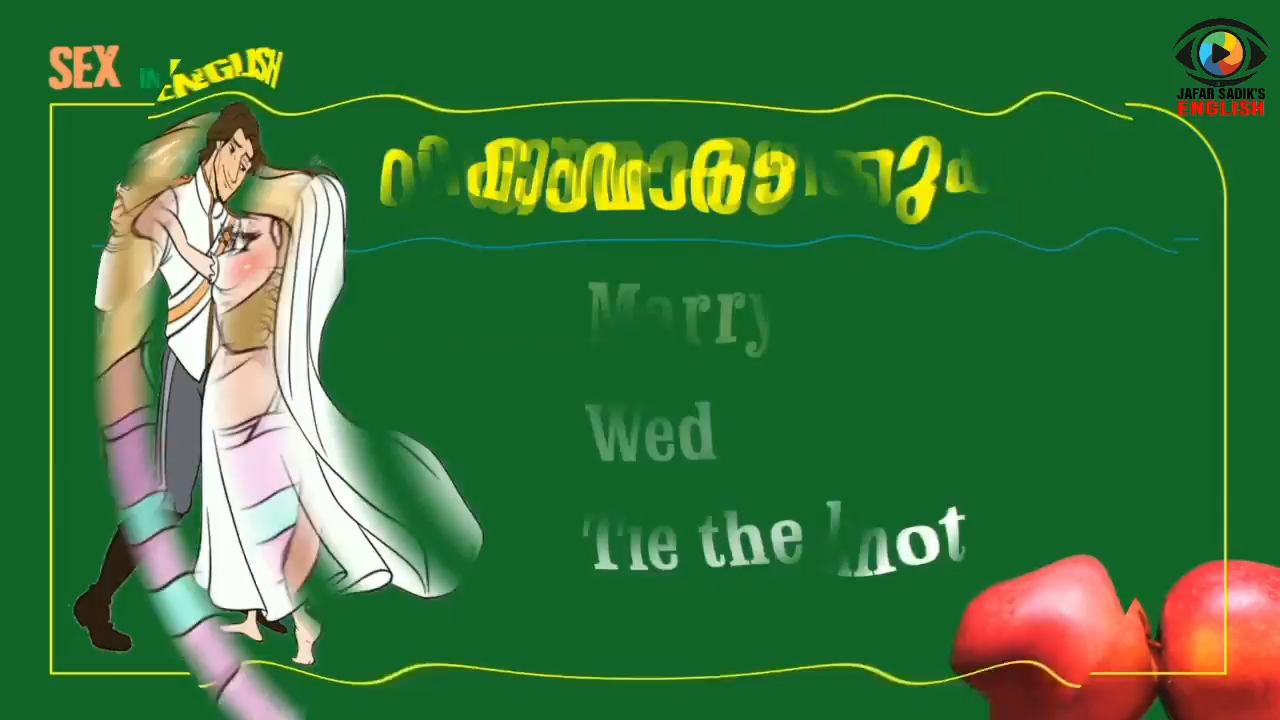 SEX IN ENGLISH
JAFAR SADIK'S
ENGLISH
Marry
Wed
Tie the knot